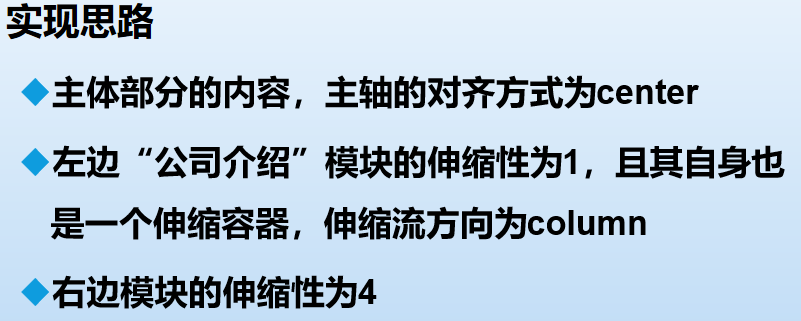 实现思路
主体部分的内容，主轴的对齐方式为center
左边“公司介绍”模块的伸缩性为1，且其自身也
是一个伸缩容器，伸缩流方向为column
右边模块的伸缩性为4